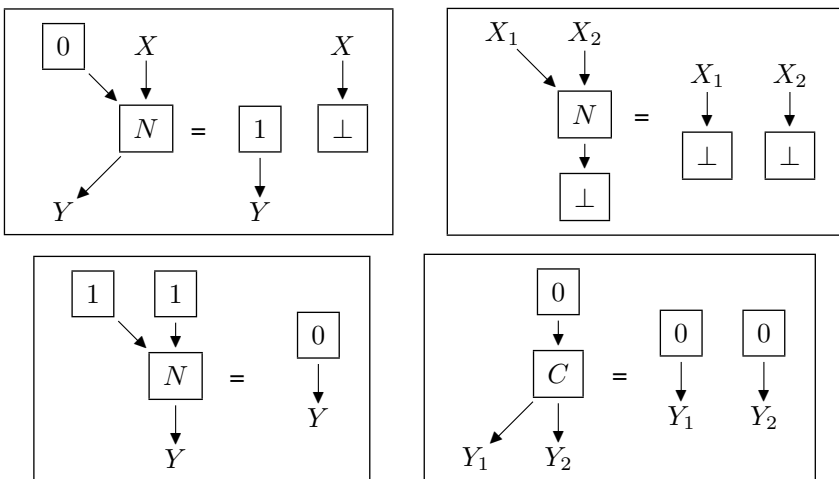 0 X X
N = 1 ⊥
Y Y
X₁ X₂
N = X₁ X₂
⊥ ⊥ ⊥
1 1
N = 0
Y Y
0
C = 0 0
Y₁ Y₂ Y₁ Y₂